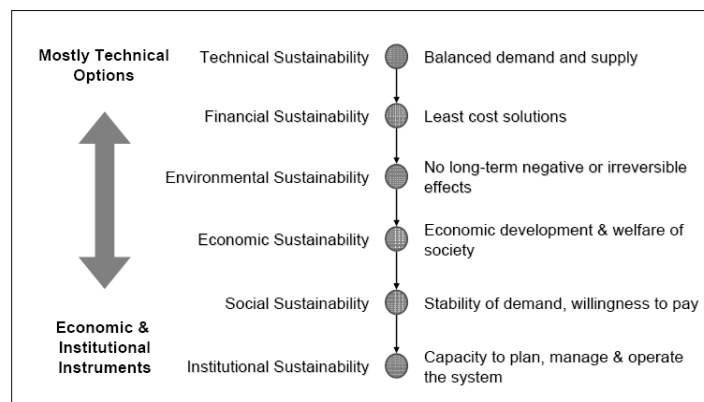 Mostly Technical
Options
Technical Sustainability
Balanced demand and supply
Financial Sustainability
Least cost solutions
Environmental Sustainability
No long-term negative or irreversible
effects
Economic Sustainability
Economic development & welfare of
society
Social Sustainability
Stability of demand, willingness to pay
Economic &
Institutional
Instruments
Institutional Sustainability
Capacity to plan, manage & operate
the system